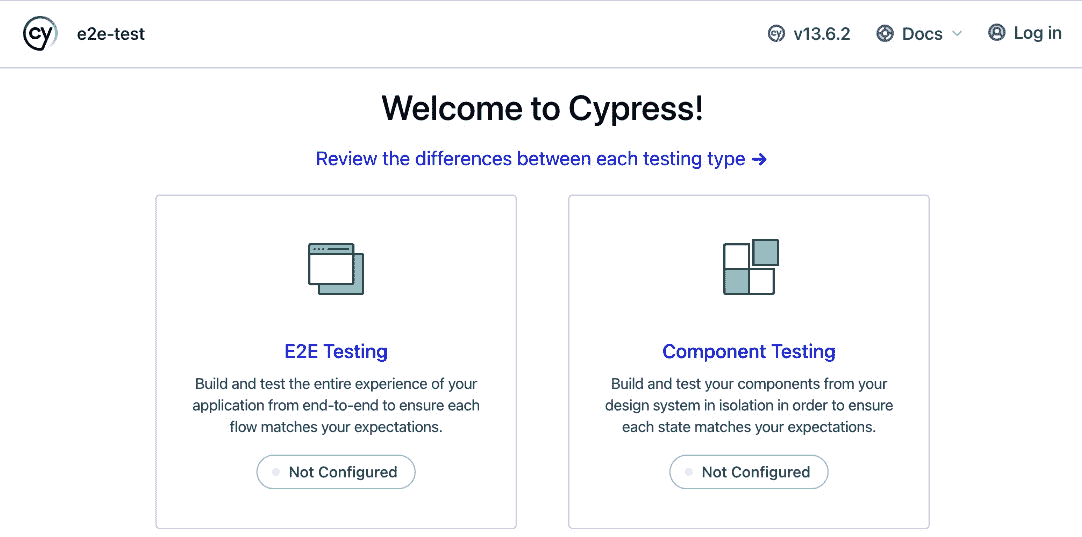 cy e2e-test cy v13.6.2 Docs Log in
Welcome to Cypress!
Review the differences between each testing type →
E2E Testing
Build and test the entire experience of your
application from end-to-end to ensure each
flow matches your expectations.
Not Configured
Component Testing
Build and test your components from your
design system in isolation in order to ensure
each state matches your expectations.
Not Configured